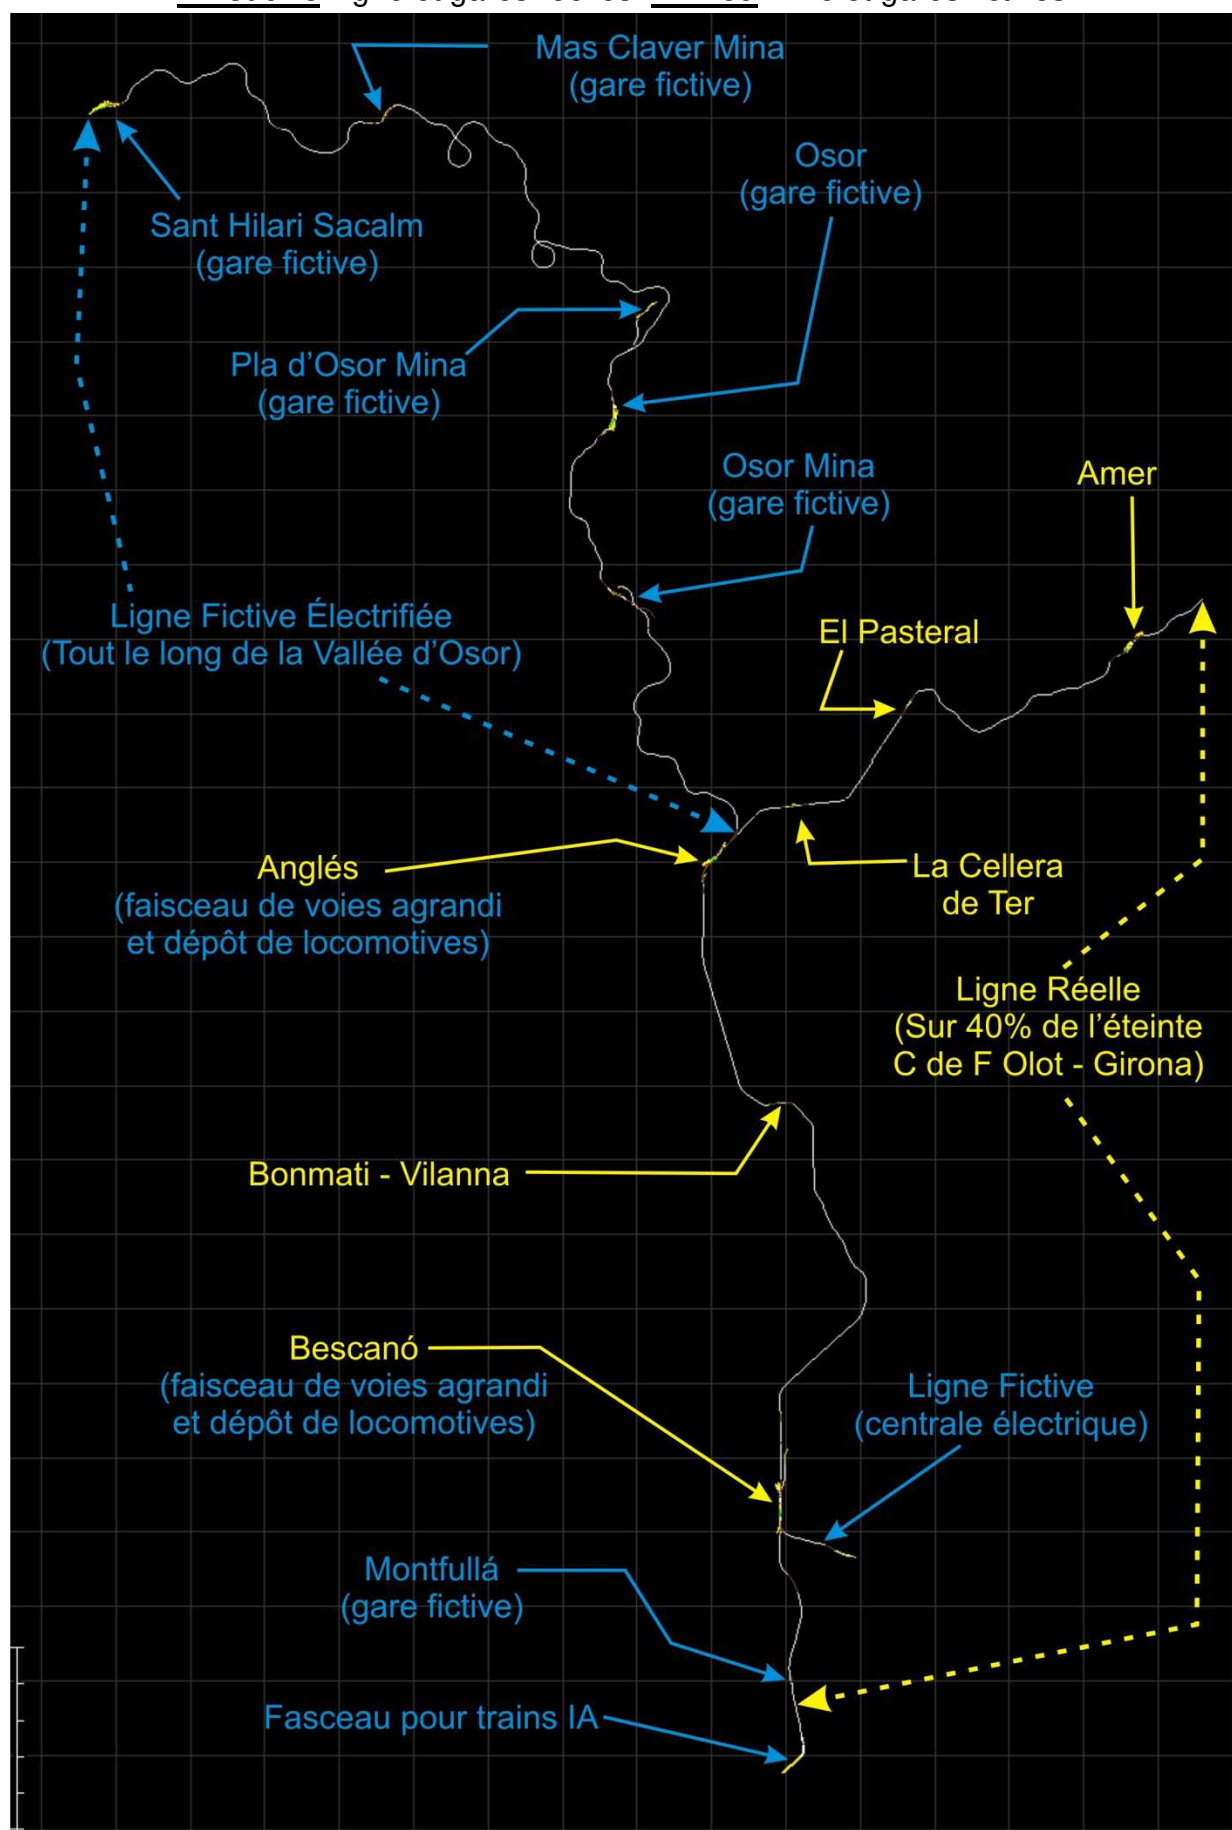 Mas Claver Mina
(gare fictive)
Osor
(gare fictive)
Sant Hilari Sacalm
(gare fictive)
Pla d'Osor Mina
(gare fictive)
Osor Mina
(gare fictive)
Amer
Ligne Fictive Électrifiée
(Tout le long de la Vallée d'Osor)
El Pasteral
Anglés
(faisceau de voies agrandi
et dépôt de locomotives)
La Cellera
de Ter
Ligne Réelle
(Sur 40% de l'éteinte
C de F Olot - Girona)
Bonmati - Vilanna
Bescanó
(faisceau de voies agrandi
et dépôt de locomotives)
Ligne Fictive
(centrale électrique)
Montfullá
(gare fictive)
Fasceau pour trains IA